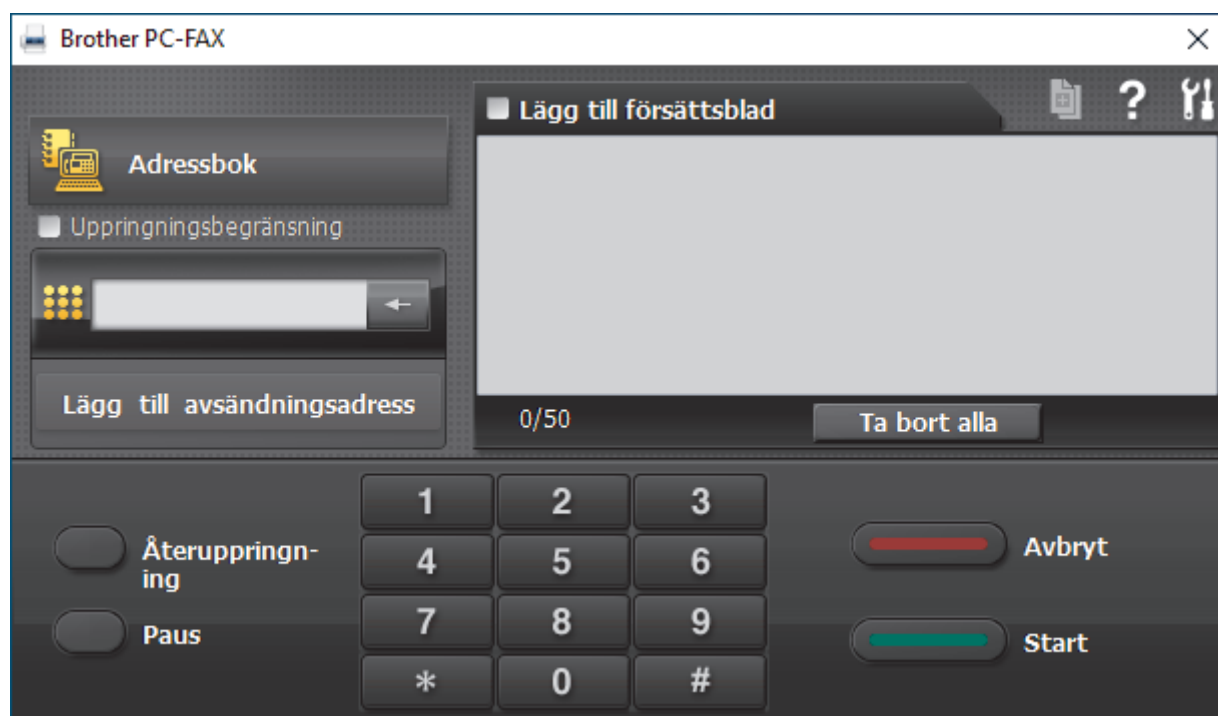 Brother PC-FAX
Lägg till försättsblad
?
Adressbok
Uppringningsbegränsning
Lägg till avsändningsadress
0/50
Ta bort alla
1 2 3
4 5 6
7 8 9
* 0 #
Återuppringn-
ing
Paus
Avbryt
Start